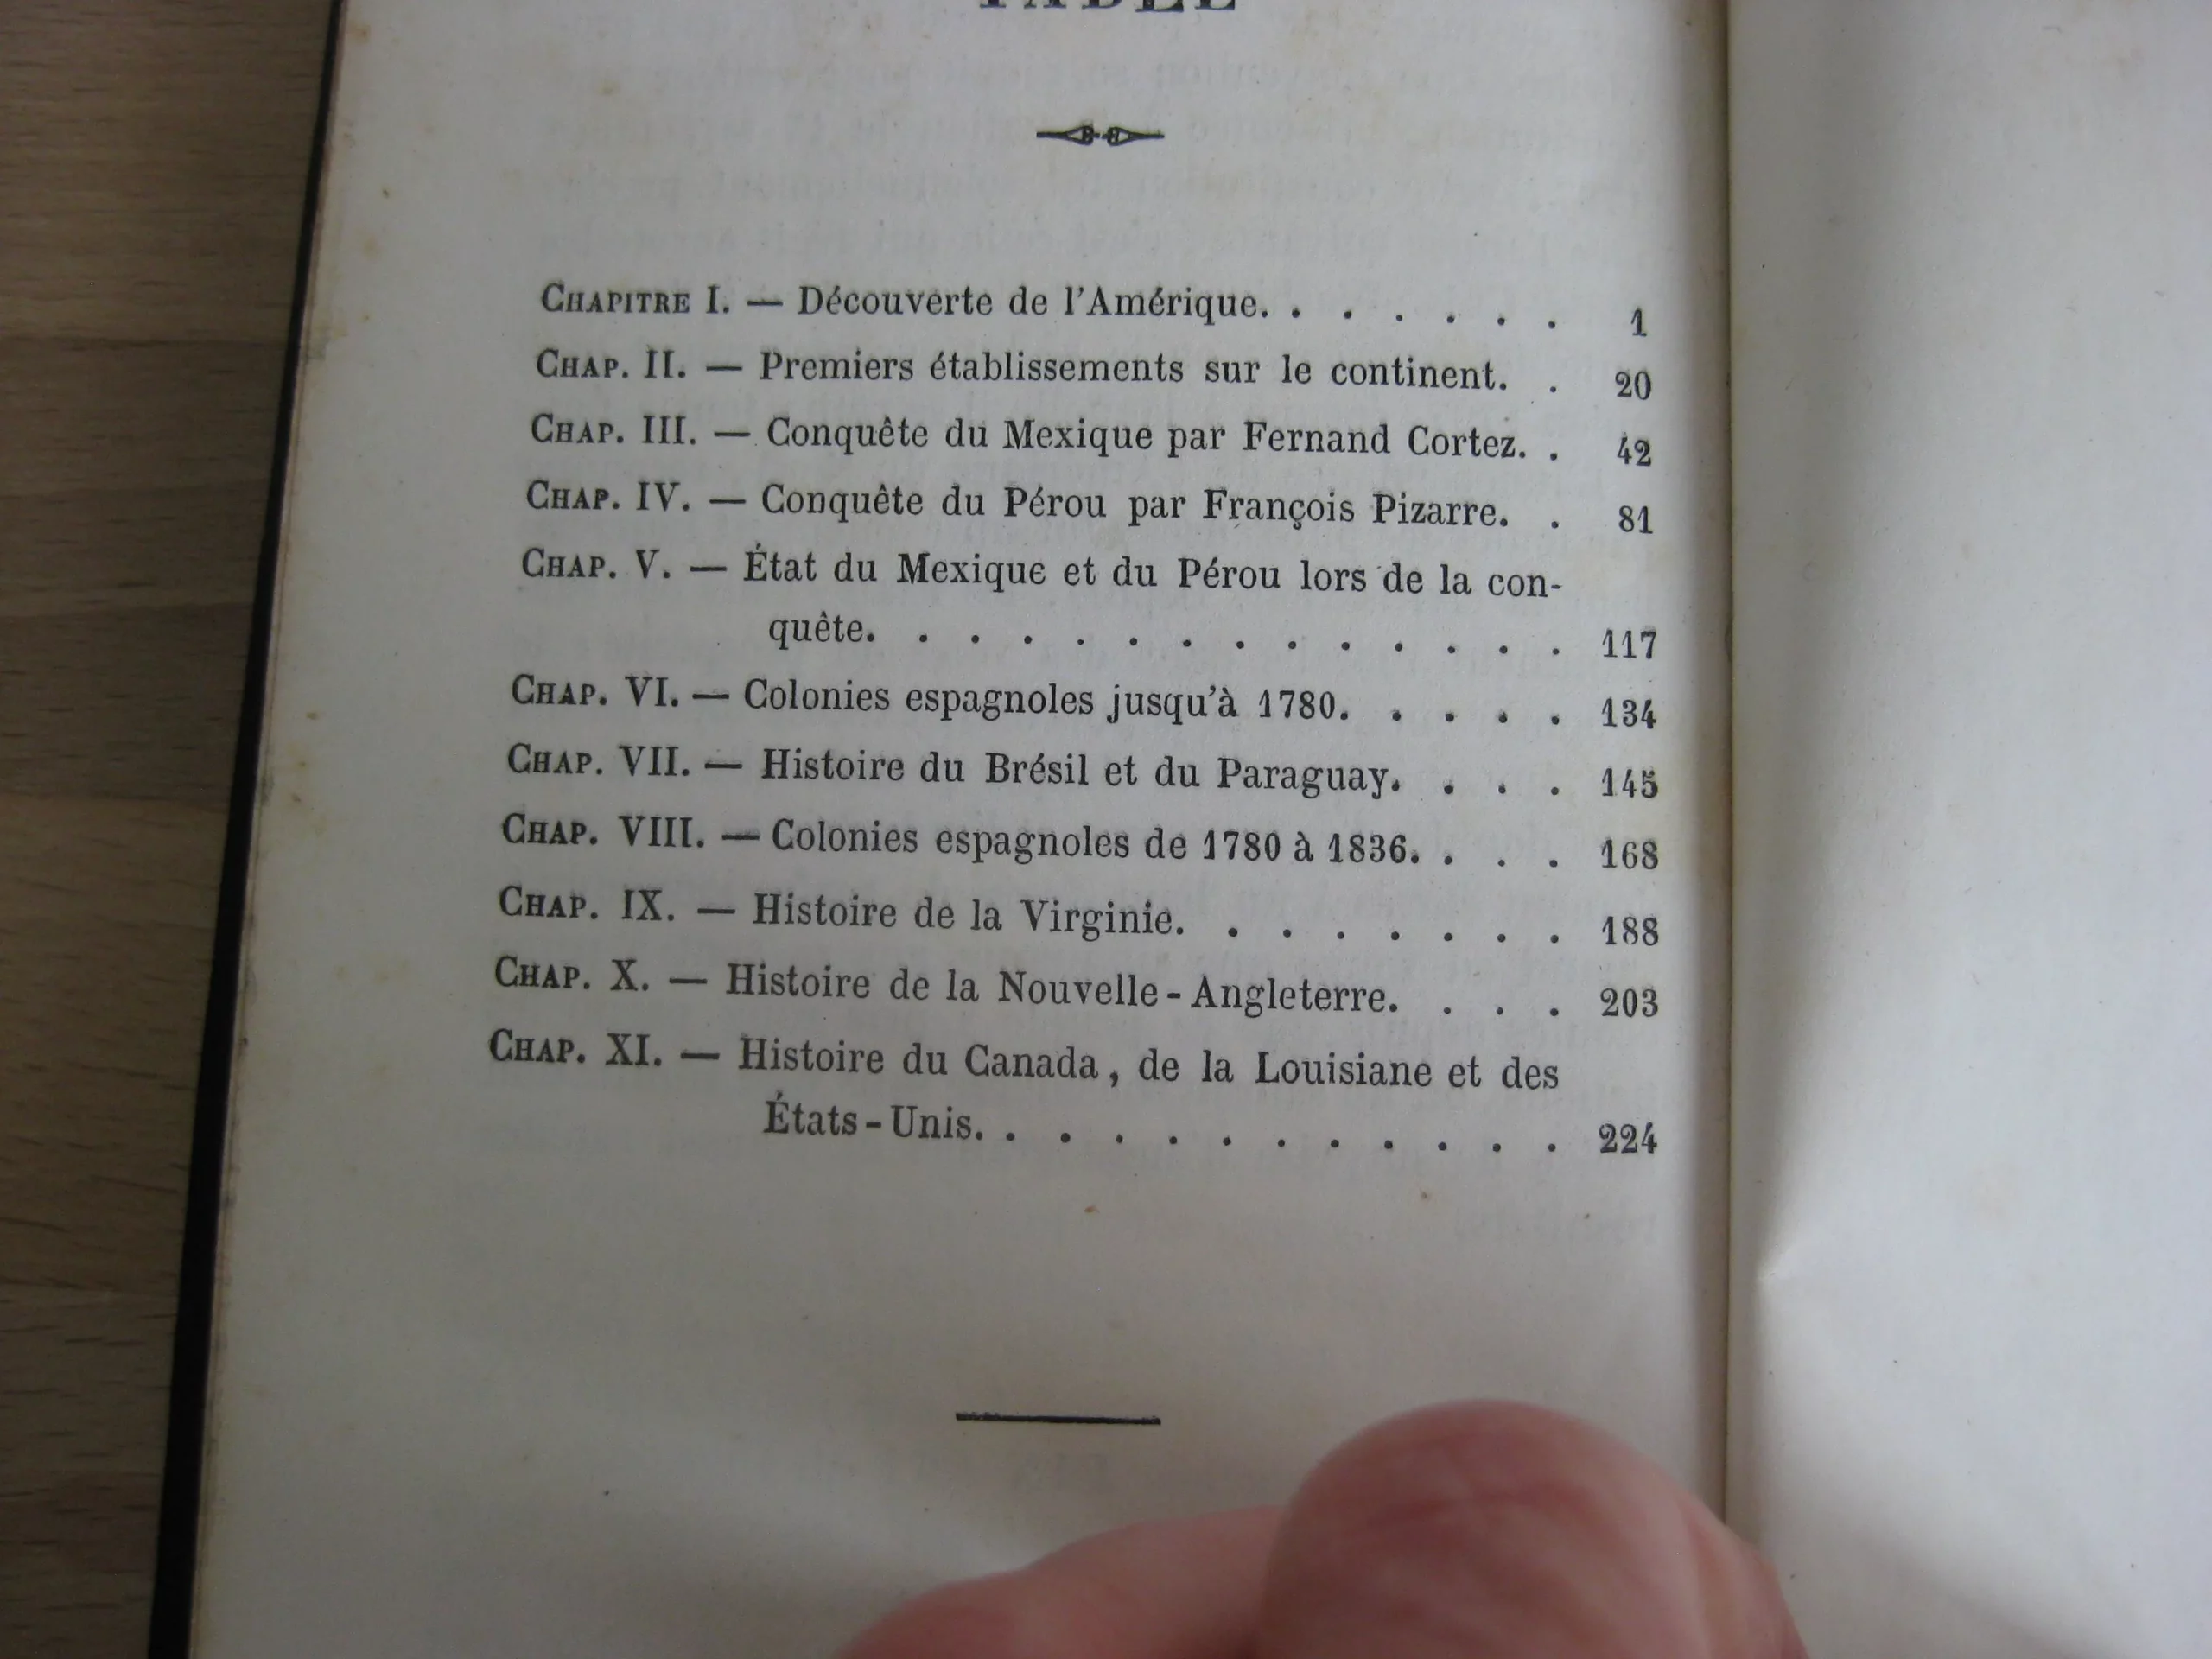 TABLE
CHAPITRE I. — Découverte de l'Amérique. . . . . . . 1
CHAP. II. — Premiers établissements sur le continent. . 20
CHAP. III. — Conquête du Mexique par Fernand Cortez. . 42
CHAP. IV. — Conquête du Pérou par François Pizarre. . 81
CHAP. V. — État du Mexique et du Pérou lors de la con-
quête. . . . . . . . . . . . . . 117
CHAP. VI. — Colonies espagnoles jusqu'à 1780. . . . . 134
CHAP. VII. — Histoire du Brésil et du Paraguay. . . . 145
CHAP. VIII. — Colonies espagnoles de 1780 à 1836. . . . 168
CHAP. IX. — Histoire de la Virginie. . . . . . . . 188
CHAP. X. — Histoire de la Nouvelle-Angleterre. . . . 203
CHAP. XI. — Histoire du Canada, de la Louisiane et des
États-Unis. . . . . . . . . . . . 224